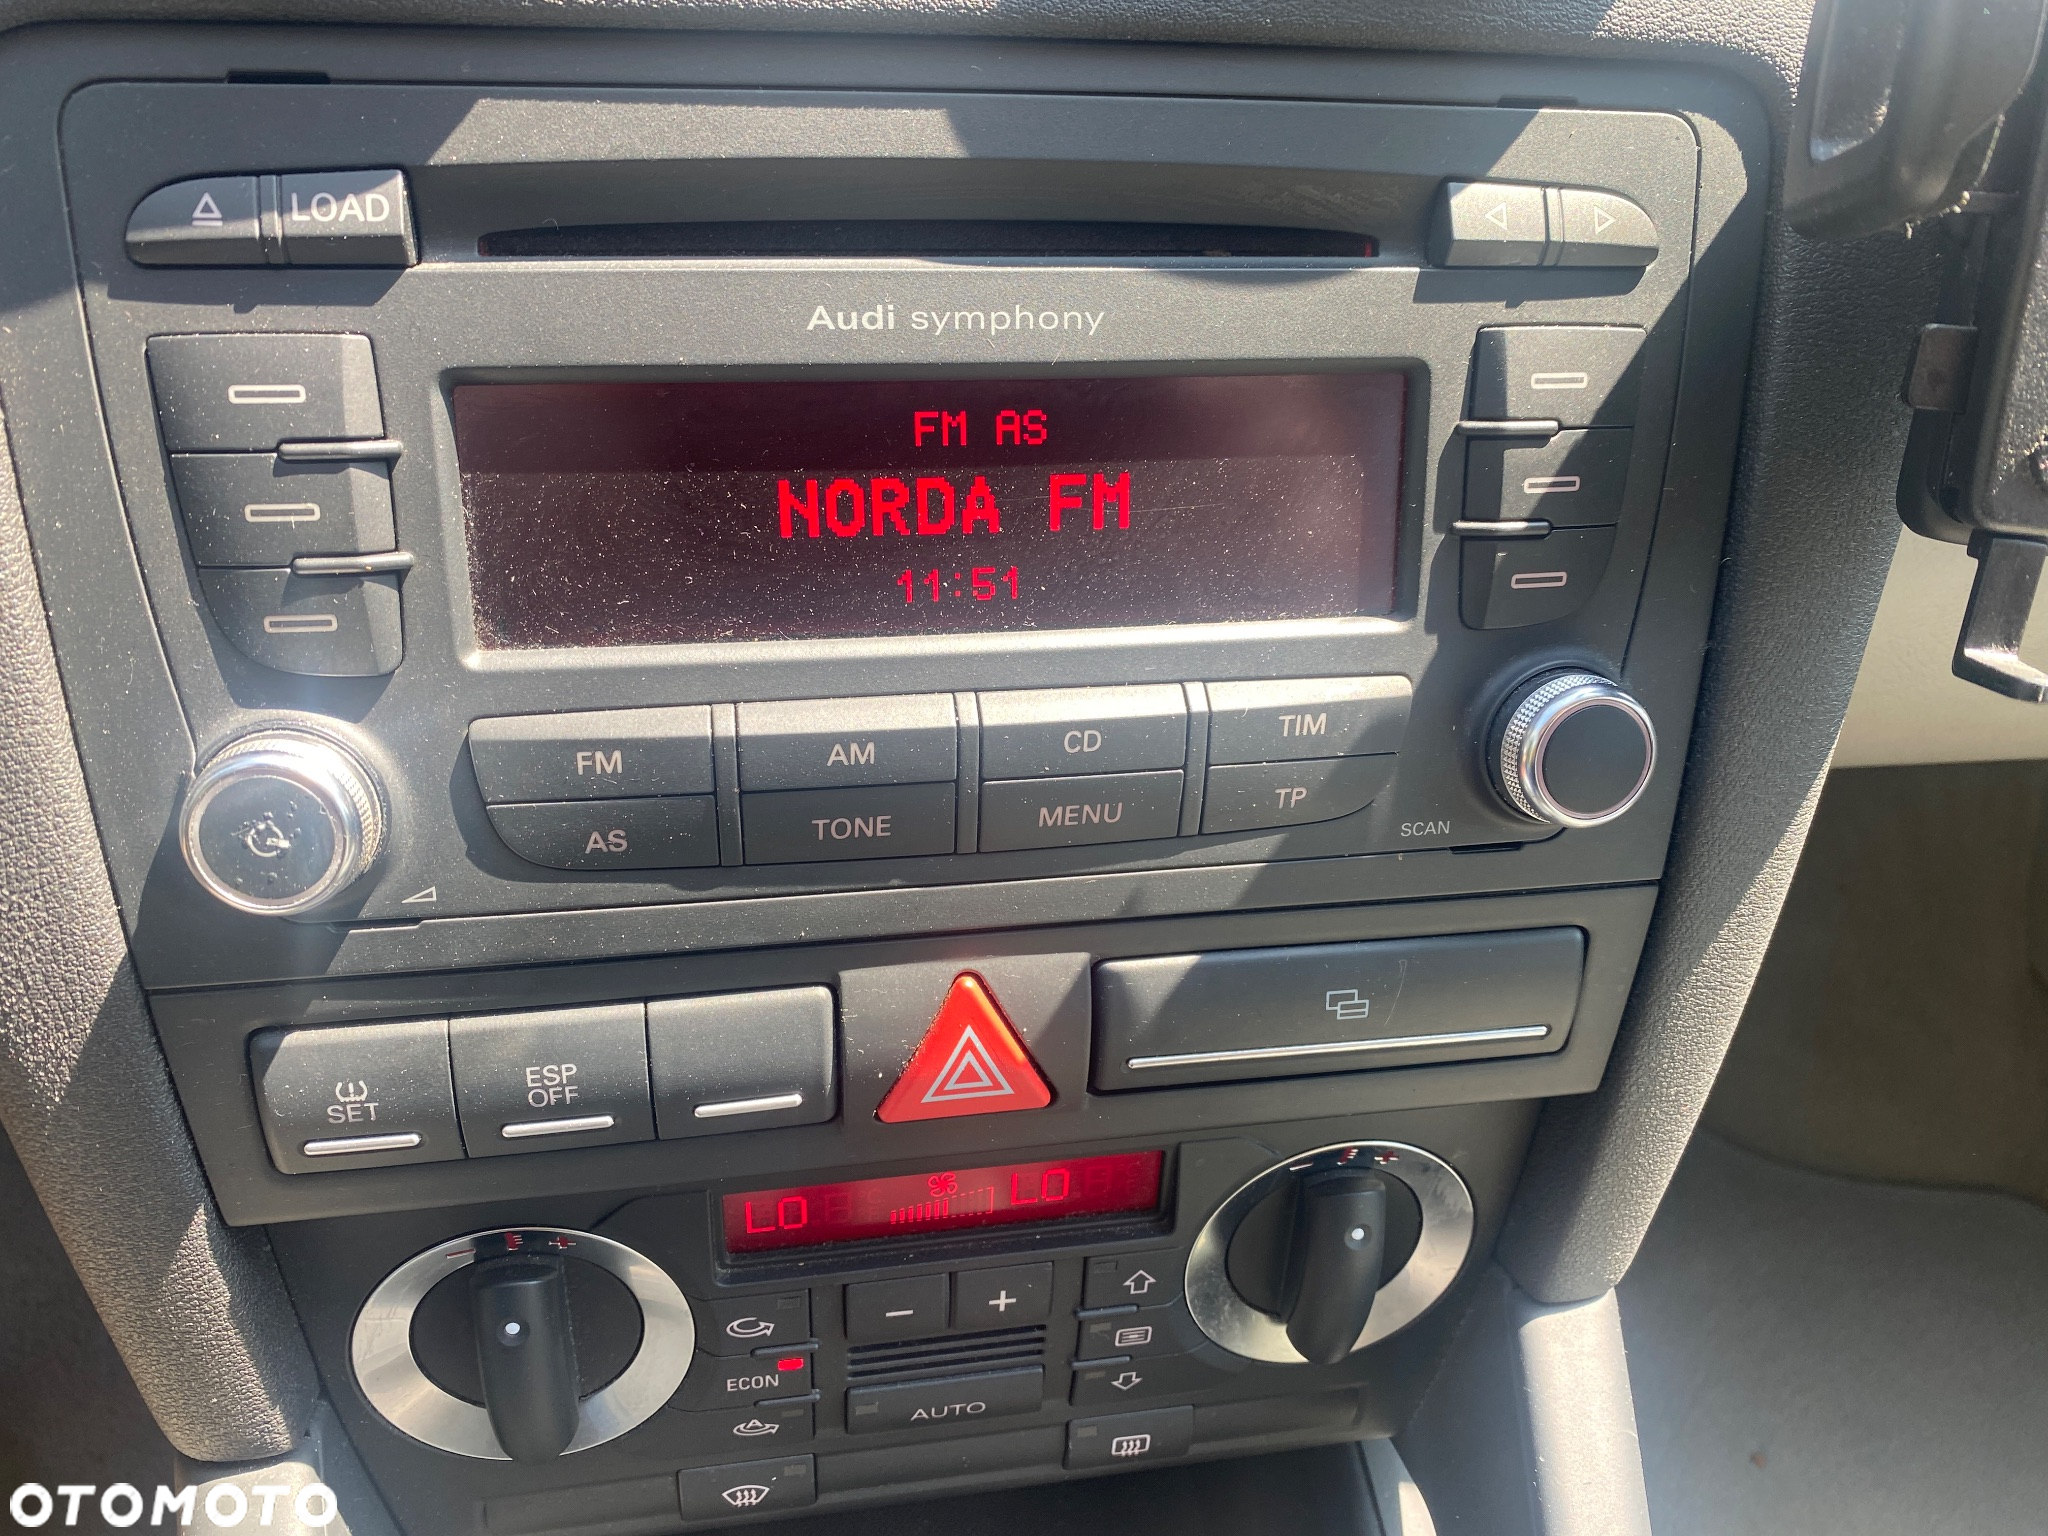 LOAD
Audi symphony
FM AS
NORDA FM
11:51
FM
AM
CD
TIM
AS
TONE
MENU
TP
SCAN
SET
ESP
OFF
LO
LO
ECON
AUTO
A
OTOMOTO